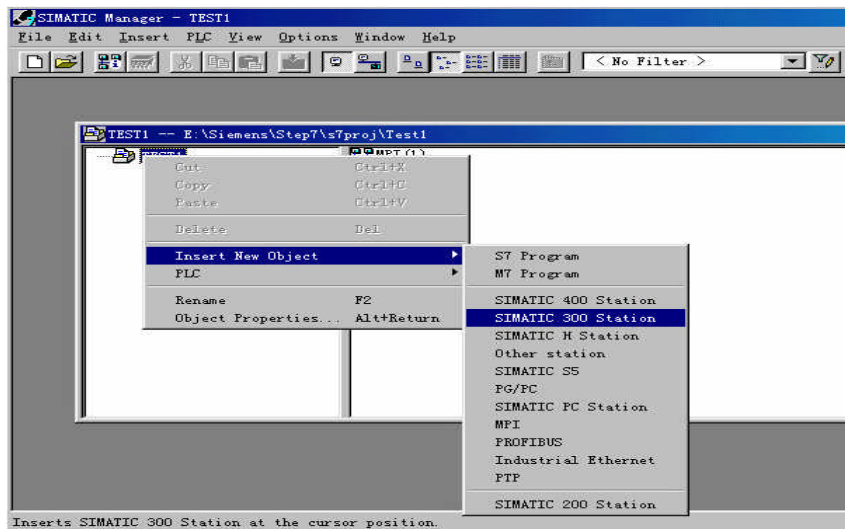 SIMATIC Manager - TEST1
File Edit Insert PLC View Options Window Help
< No Filter >
TEST1 -- E:\Siemens\Step7\s7proj\Test1
MPI(1)
Cut Ctrl+X
Copy Ctrl+C
Paste Ctrl+V
Delete Del
Insert New Object
PLC
Rename F2
Object Properties... Alt+Return
S7 Program
M7 Program
SIMATIC 400 Station
SIMATIC 300 Station
SIMATIC H Station
Other station
SIMATIC S5
PG/PC
SIMATIC PC Station
MPI
PROFIBUS
Industrial Ethernet
PTP
SIMATIC 200 Station
Inserts SIMATIC 300 Station at the cursor position.